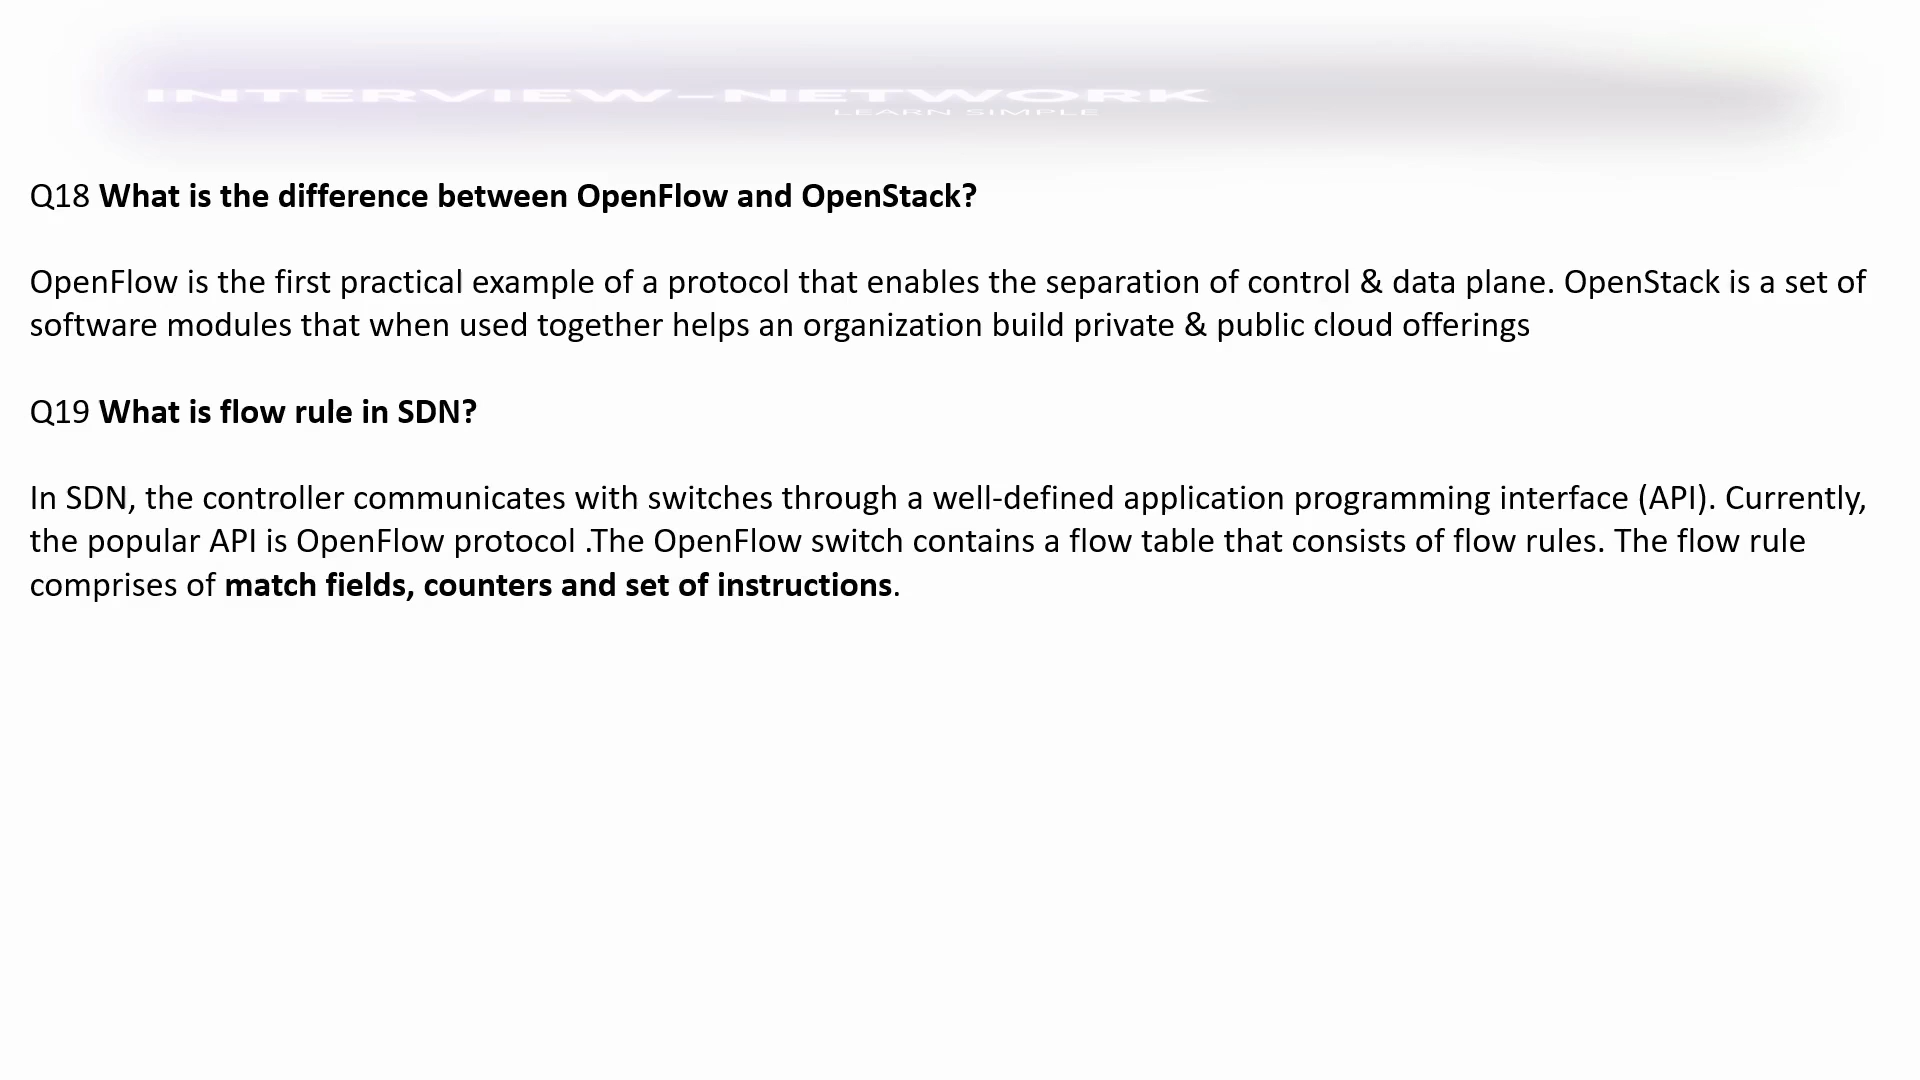 INTERVIEW-NETWORK
LEARN SIMPLE
Q18 What is the difference between OpenFlow and OpenStack?
OpenFlow is the first practical example of a protocol that enables the separation of control & data plane. OpenStack is a set of
software modules that when used together helps an organization build private & public cloud offerings
Q19 What is flow rule in SDN?
In SDN, the controller communicates with switches through a well-defined application programming interface (API). Currently,
the popular API is OpenFlow protocol .The OpenFlow switch contains a flow table that consists of flow rules. The flow rule
comprises of match fields, counters and set of instructions.